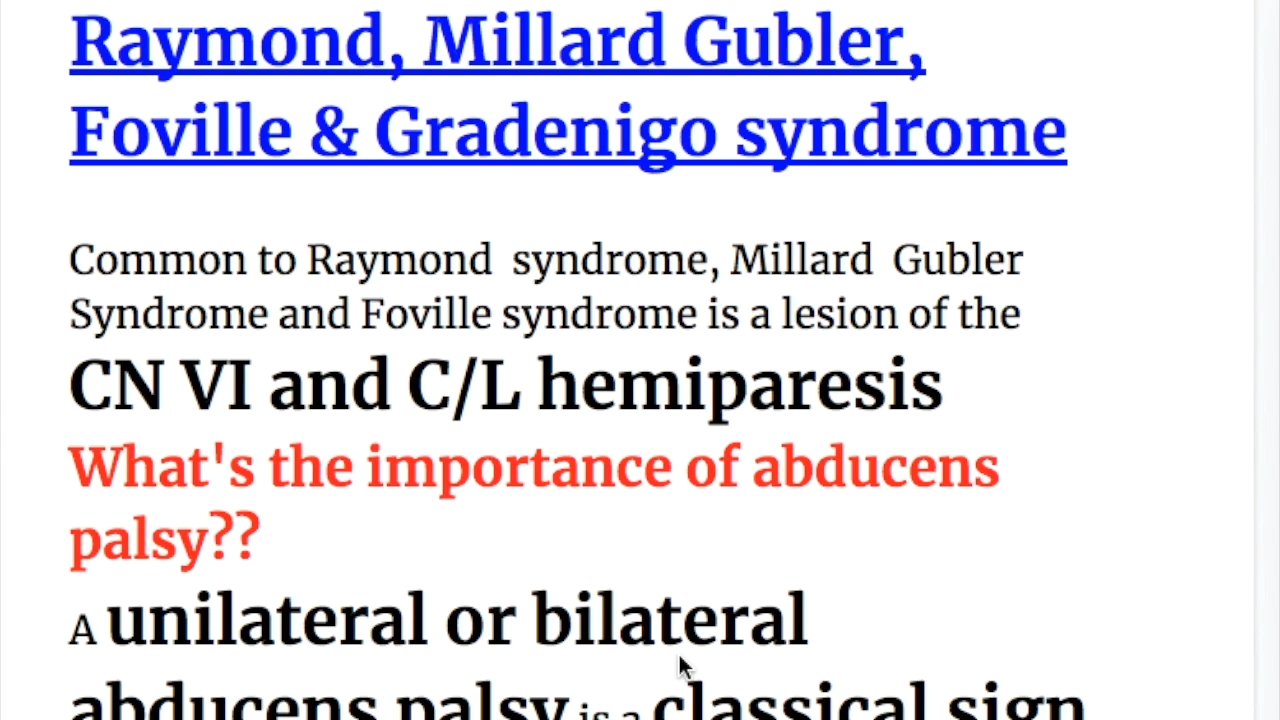 Raymond, Millard Gubler,
Foville & Gradenigo syndrome
Common to Raymond syndrome, Millard Gubler
Syndrome and Foville syndrome is a lesion of the
CN VI and C/L hemiparesis
What's the importance of abducens
palsy??
A unilateral or bilateral
abducens palsy is a classical sign